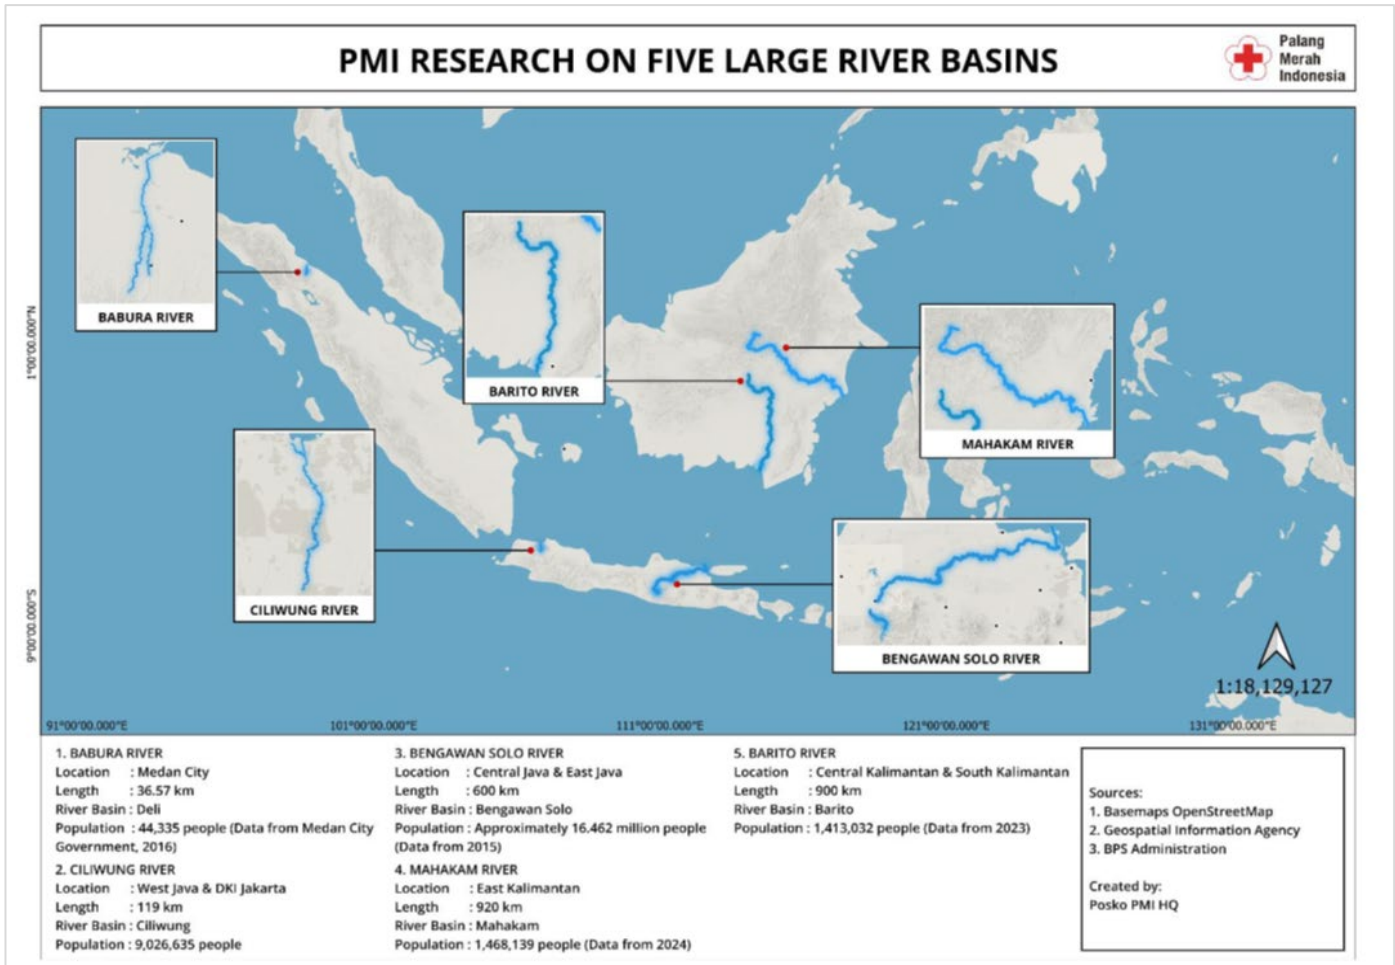 PMI RESEARCH ON FIVE LARGE RIVER BASINS
Palang
Merah
Indonesia
BABURA RIVER
BARITO RIVER
MAHAKAM RIVER
CILIWUNG RIVER
BENGAWAN SOLO RIVER
1°00'00.000"N
9°00'00.000"S
1:18,129,127
91°00'00.000"E
101°00'00.000"E
111°00'00.000"E
121°00'00.000"E
131°00'00.000"E
1. BABURA RIVER
Location : Medan City
Length : 36.57 km
River Basin : Deli
Population : 44,335 people (Data from Medan City
Government, 2016)
2. CILIWUNG RIVER
Location : West Java & DKI Jakarta
Length : 119 km
River Basin : Ciliwung
Population : 9,026,635 people
3. BENGAWAN SOLO RIVER
Location : Central Java & East Java
Length : 600 km
River Basin : Bengawan Solo
Population : Approximately 16.462 million people
(Data from 2015)
4. MAHAKAM RIVER
Location : East Kalimantan
Length : 920 km
River Basin : Mahakam
Population : 1,468,139 people (Data from 2024)
5. BARITO RIVER
Location : Central Kalimantan & South Kalimantan
Length : 900 km
River Basin : Barito
Population : 1,413,032 people (Data from 2023)
Sources:
1. Basemaps OpenStreetMap
2. Geospatial Information Agency
3. BPS Administration
Created by:
Posko PMI HQ